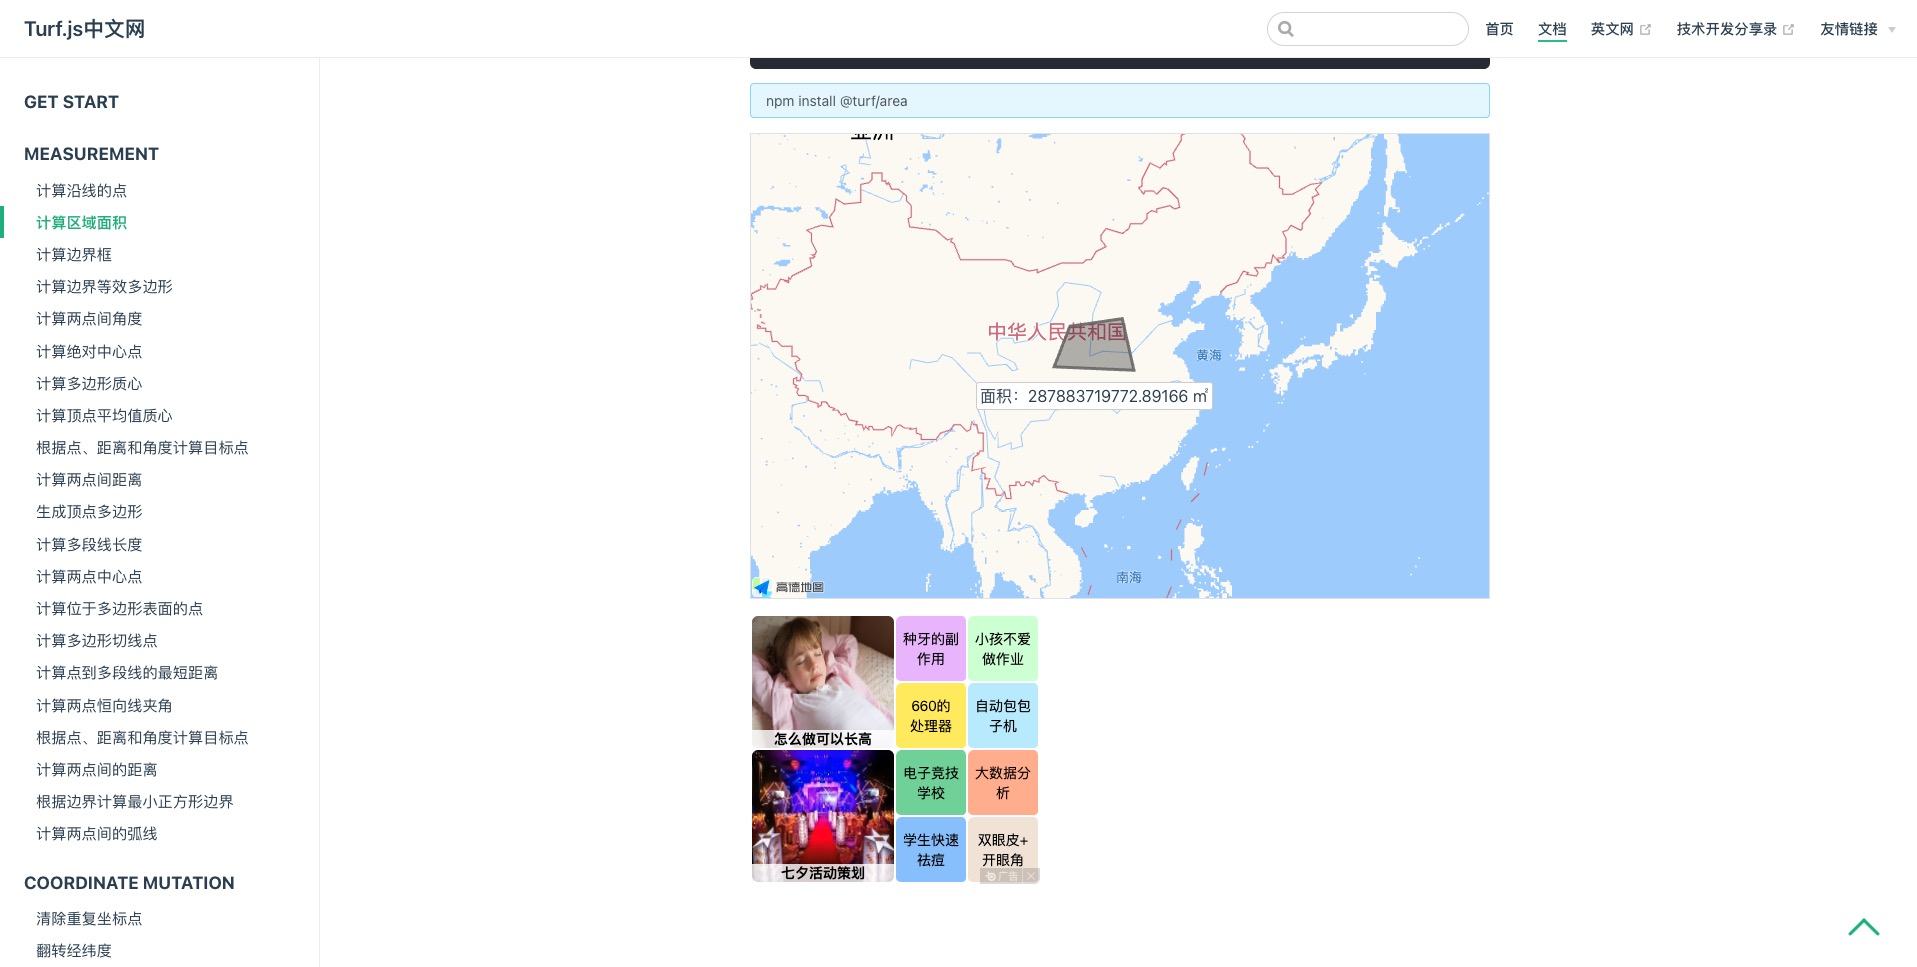 Turf.js中文网
首页
文档
英文网
技术开发分享录
友情链接
GET START
MEASUREMENT
计算沿线的点
计算区域面积
计算边界框
计算边界等效多边形
计算两点间角度
计算绝对中心点
计算多边形质心
计算顶点平均值质心
根据点、距离和角度计算目标点
计算两点间距离
生成顶点多边形
计算多段线长度
计算两点中心点
计算位于多边形表面的点
计算多边形切线点
计算点到多段线的最短距离
计算两点恒向线夹角
根据点、距离和角度计算目标点
计算两点间的距离
根据边界计算最小正方形边界
计算两点间的弧线
COORDINATE MUTATION
清除重复坐标点
翻转经纬度
npm install @turf/area
亚洲
中华人民共和国
黄海
面积：287883719772.89166 ㎡
南海
高德地图
怎么做可以长高
种牙的副
作用
小孩不爱
做作业
660的
处理器
自动包包
子机
七夕活动策划
电子竞技
学校
大数据分
析
学生快速
祛痘
双眼皮+
开眼角
广告